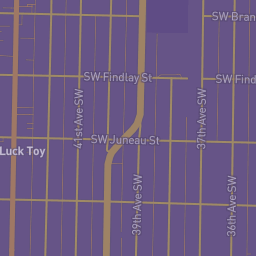 SW Bran
SW Findlay St
SW Find
41st Ave SW
37th Ave SW
SW Juneau St
Luck Toy
39th Ave SW
36th Ave SW